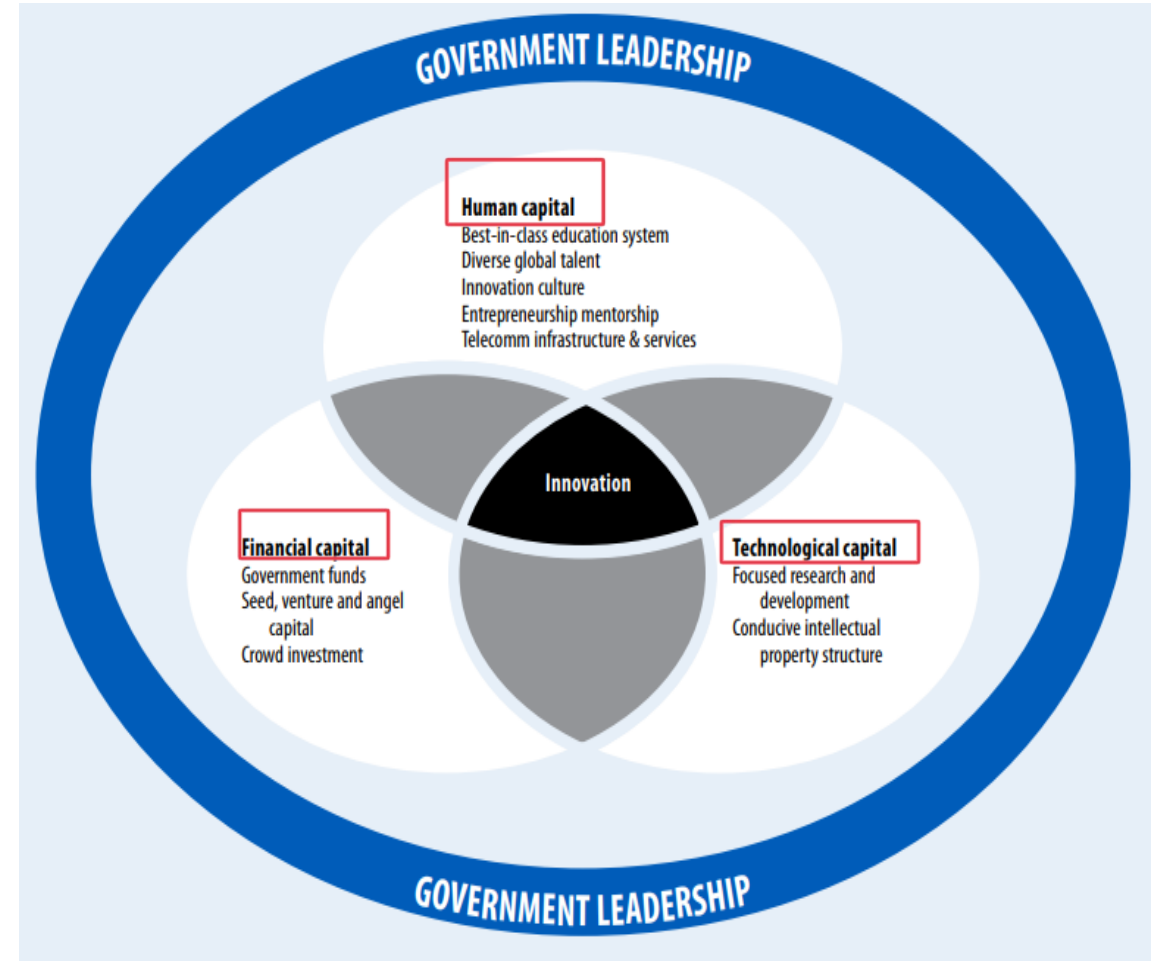 GOVERNMENT LEADERSHIP
Human capital
Best-in-class education system
Diverse global talent
Innovation culture
Entrepreneurship mentorship
Telecomm infrastructure & services
Innovation
Financial capital
Government funds
Seed, venture and angel
capital
Crowd investment
Technological capital
Focused research and
development
Conducive intellectual
property structure
GOVERNMENT LEADERSHIP